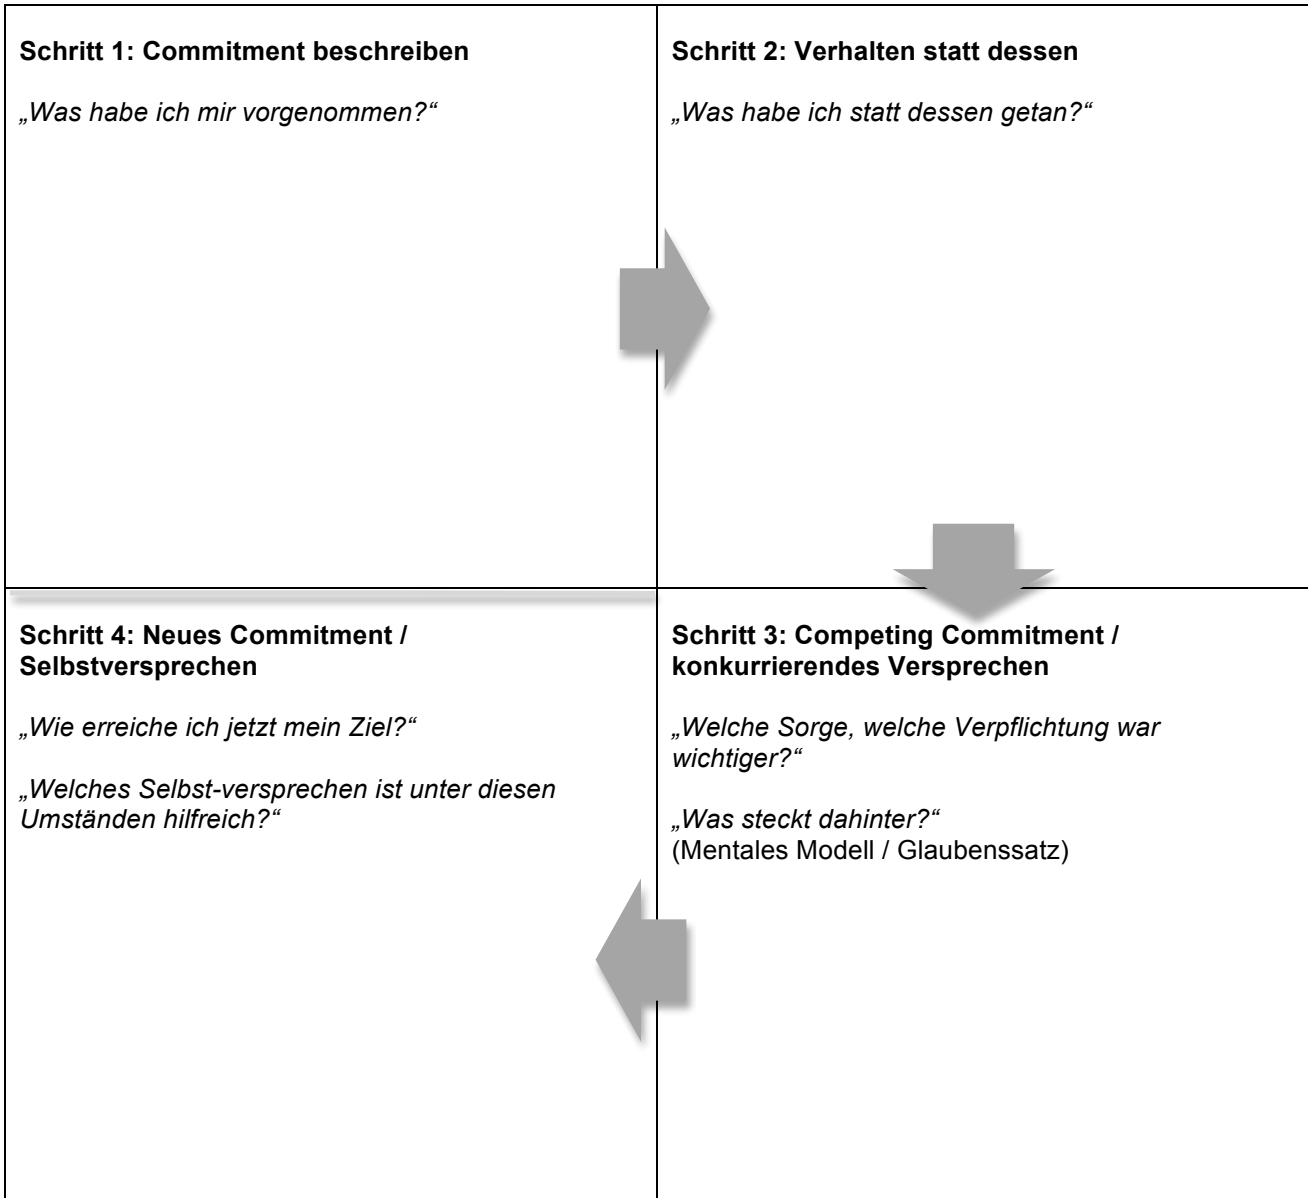 Schritt 1: Commitment beschreiben
„Was habe ich mir vorgenommen?“
Schritt 2: Verhalten statt dessen
„Was habe ich statt dessen getan?“
Schritt 4: Neues Commitment /
Selbstversprechen
„Wie erreiche ich jetzt mein Ziel?“
„Welches Selbst-versprechen ist unter diesen
Umständen hilfreich?“
Schritt 3: Competing Commitment /
konkurrierendes Versprechen
„Welche Sorge, welche Verpflichtung war
wichtiger?“
„Was steckt dahinter?“
(Mentales Modell / Glaubenssatz)